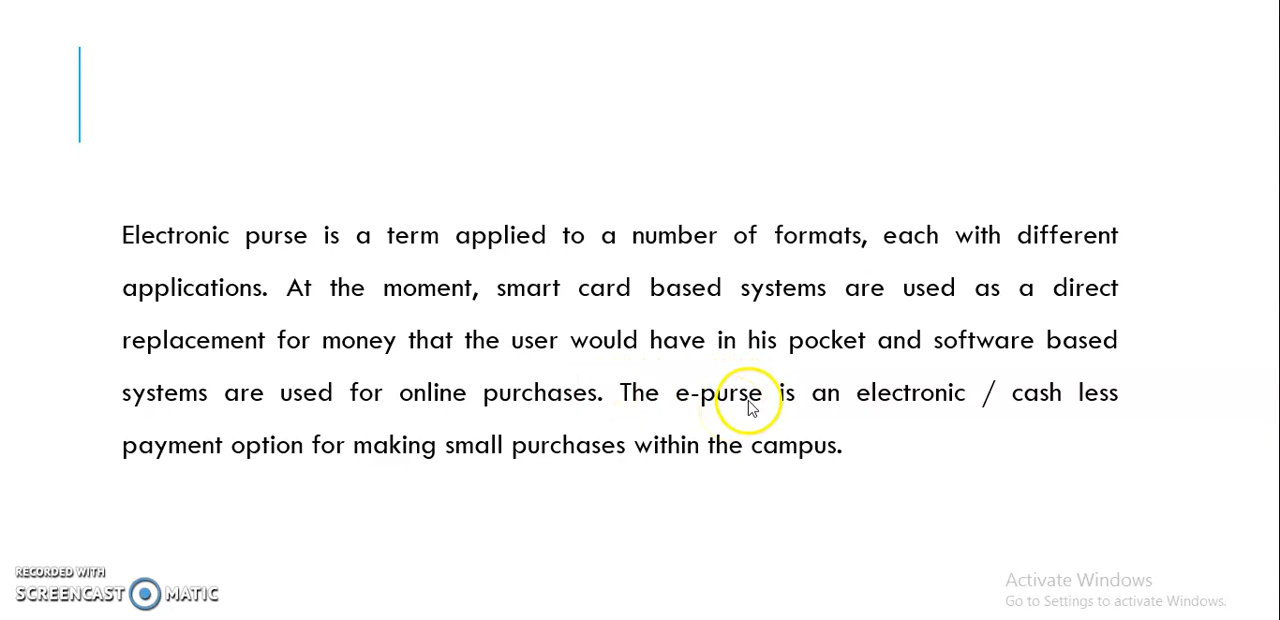 Electronic purse is a term applied to a number of formats, each with different
applications. At the moment, smart card based systems are used as a direct
replacement for money that the user would have in his pocket and software based
systems are used for online purchases. The e-purse is an electronic / cash less
payment option for making small purchases within the campus.
RECORDED WITH
SCREENCAST MATIC
Activate Windows
Go to Settings to activate Windows.